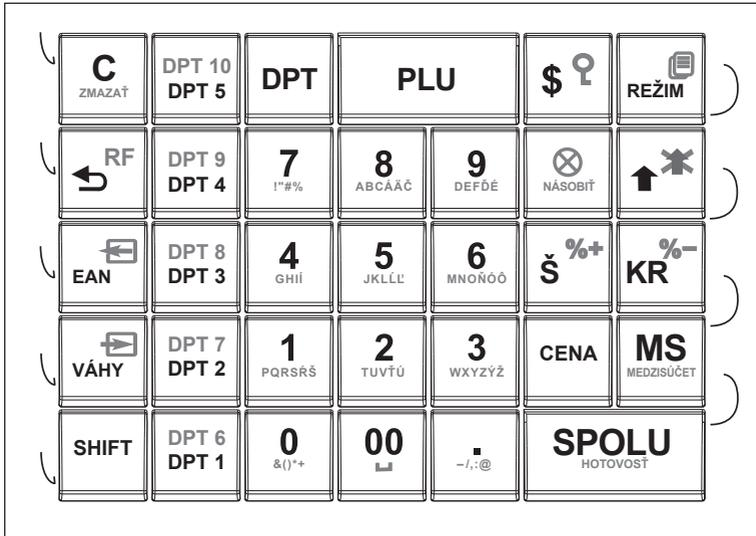 C
ZMAZAŤ
DPT 10
DPT 5
DPT
PLU
$
REŽIM
RF
DPT 9
DPT 4
7
!"#%
8
ABCÁÄČ
9
DEFĎÉ
NÁSOBIŤ
EAN
DPT 8
DPT 3
4
GHIÍ
5
JKLĹĽ
6
MNOŇÓÔ
Š
%+
KR
%-
VÁHY
DPT 7
DPT 2
1
PQRSŔŠ
2
TUVŤÚ
3
WXYZÝŽ
CENA
MS
MEDZISÚČET
SHIFT
DPT 6
DPT 1
0
&()*+
00
.
–/,:@
SPOLU
HOTOVOSŤ